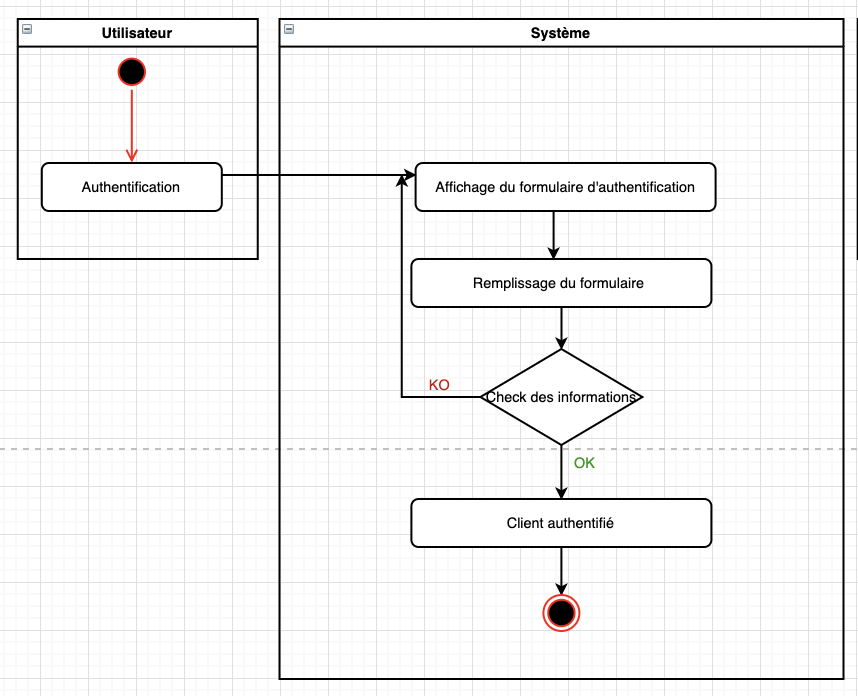 Utilisateur
Système
Authentification
Affichage du formulaire d'authentification
Remplissage du formulaire
KO
Check des informations
OK
Client authentifié